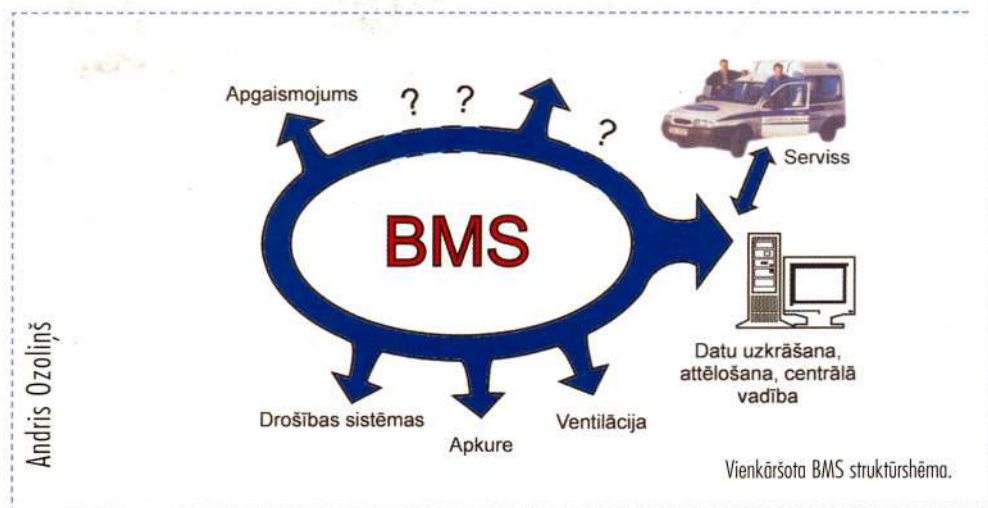 Apgaismojums
? ?
?
Serviss
BMS
Datu uzkrāšana,
attēlošana, centrālā
vadība
Drošības sistēmas
Apkure
Ventilācija
Vienkāršota BMS struktūrshēma.
Andris Ozoliņš